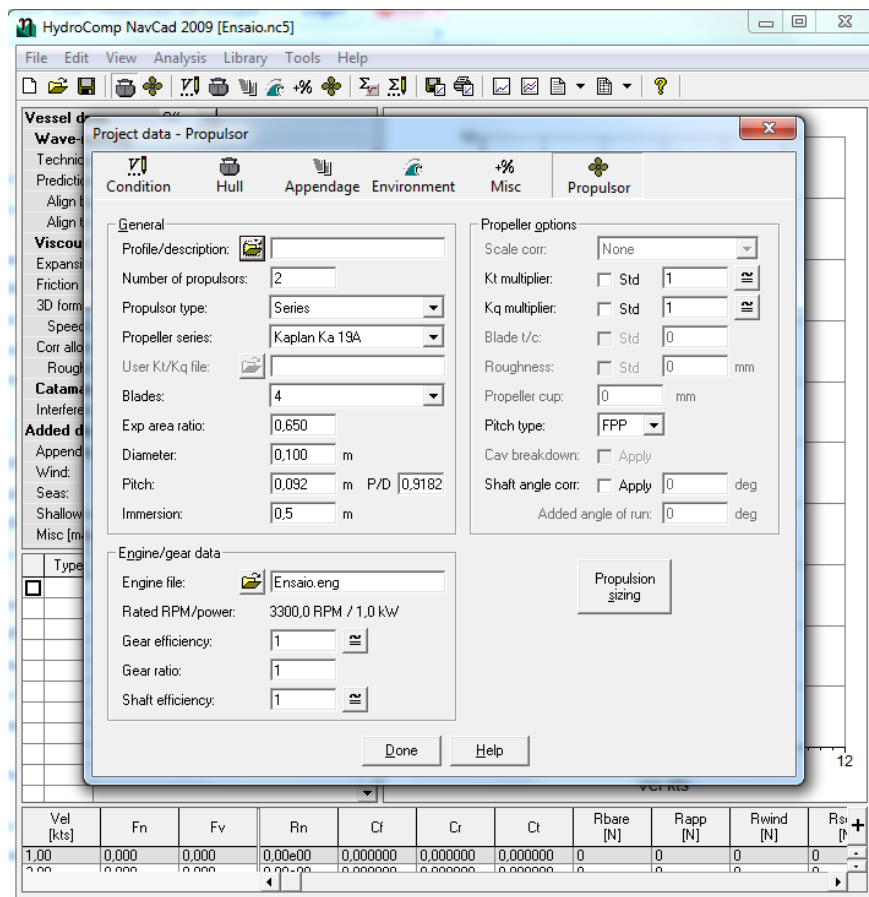 HydroComp NavCad 2009 [Ensaio.nc5]
File Edit View Analysis Library Tools Help
Vessel
Project data - Propulsor
Condition Hull Appendage Environment Misc Propulsor
General
Profile/description:
Number of propulsors: 2
Propulsor type: Series
Propeller series: Kaplan Ka 19A
User Kt/Kq file:
Blades: 4
Exp area ratio: 0,650
Diameter: 0,100 m
Pitch: 0,092 m P/D 0,9182
Immersion: 0,5 m
Propeller options
Scale corr: None
Kt multiplier: Std 1
Kq multiplier: Std 1
Blade t/c: Std 0
Roughness: Std 0 mm
Propeller cup: 0 mm
Pitch type: FPP
Cav breakdown: Apply
Shaft angle corr: Apply 0 deg
Added angle of run: 0 deg
Engine/gear data
Engine file: Ensaio.eng
Rated RPM/power: 3300,0 RPM / 1,0 kW
Gear efficiency: 1
Gear ratio: 1
Shaft efficiency: 1
Propulsion
sizing
Done Help
Wave-
Technic
Predictic
Align
Align t
Viscou
Expansi
Friction
3D form
Speed
Corr allo
Rough
Catama
Interfere
Added d
Append
Wind:
Seas:
Shallow
Misc [m
Type
12
Vel kts
Vel
[kts] Fn Fv Rn Cf Cr Ct Rbare
[N] Rapp
[N] Rwind
[N]
1,00 0,000 0,000 0,00e00 0,000000 0,000000 0,000000 0 0 0 0